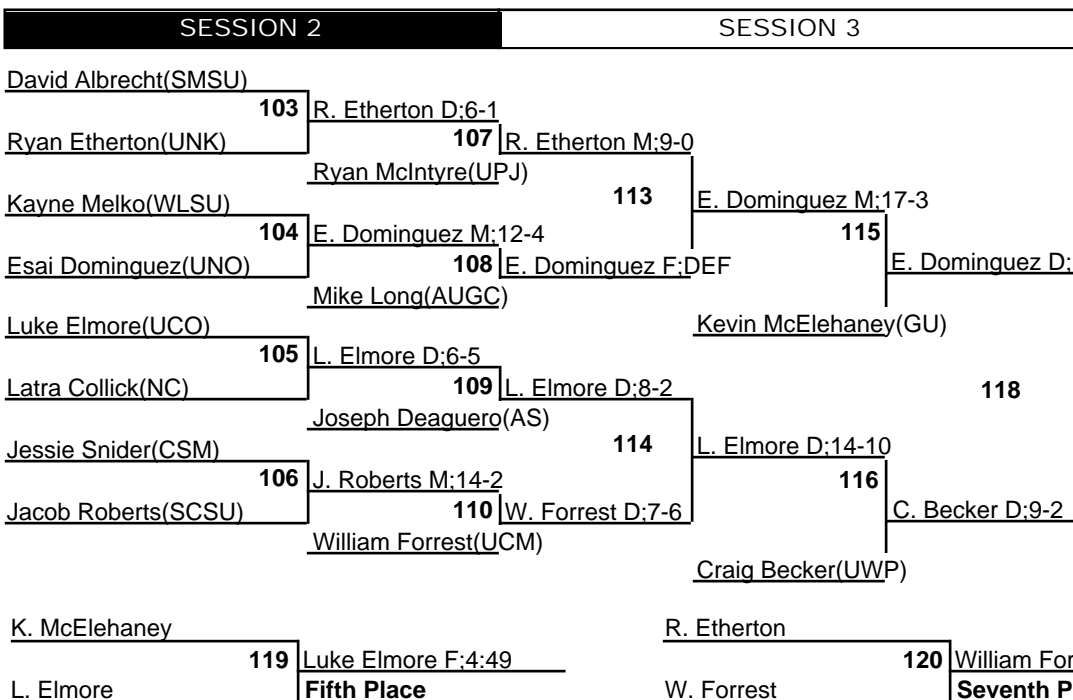 SESSION 2 SESSION 3
David Albrecht(SMSU)
103 R. Etherton D;6-1
Ryan Etherton(UNK) 107 R. Etherton M;9-0
Ryan McIntyre(UPJ)
Kayne Melko(WLSU) 113 E. Dominguez M;17-3
104 E. Dominguez M;12-4 115
Esai Dominguez(UNO) 108 E. Dominguez F;DEF E. Dominguez D;
Mike Long(AUGC)
Luke Elmore(UCO) Kevin McElehaney(GU)
105 L. Elmore D;6-5
Latra Collick(NC) 109 L. Elmore D;8-2 118
Joseph Deaguero(AS)
Jessie Snider(CSM) 114 L. Elmore D;14-10
106 J. Roberts M;14-2 116
Jacob Roberts(SCSU) 110 W. Forrest D;7-6 C. Becker D;9-2
William Forrest(UCM)
Craig Becker(UWP)
K. McElehaney R. Etherton
119 Luke Elmore F;4:49 120 William For
L. Elmore Fifth Place W. Forrest Seventh P